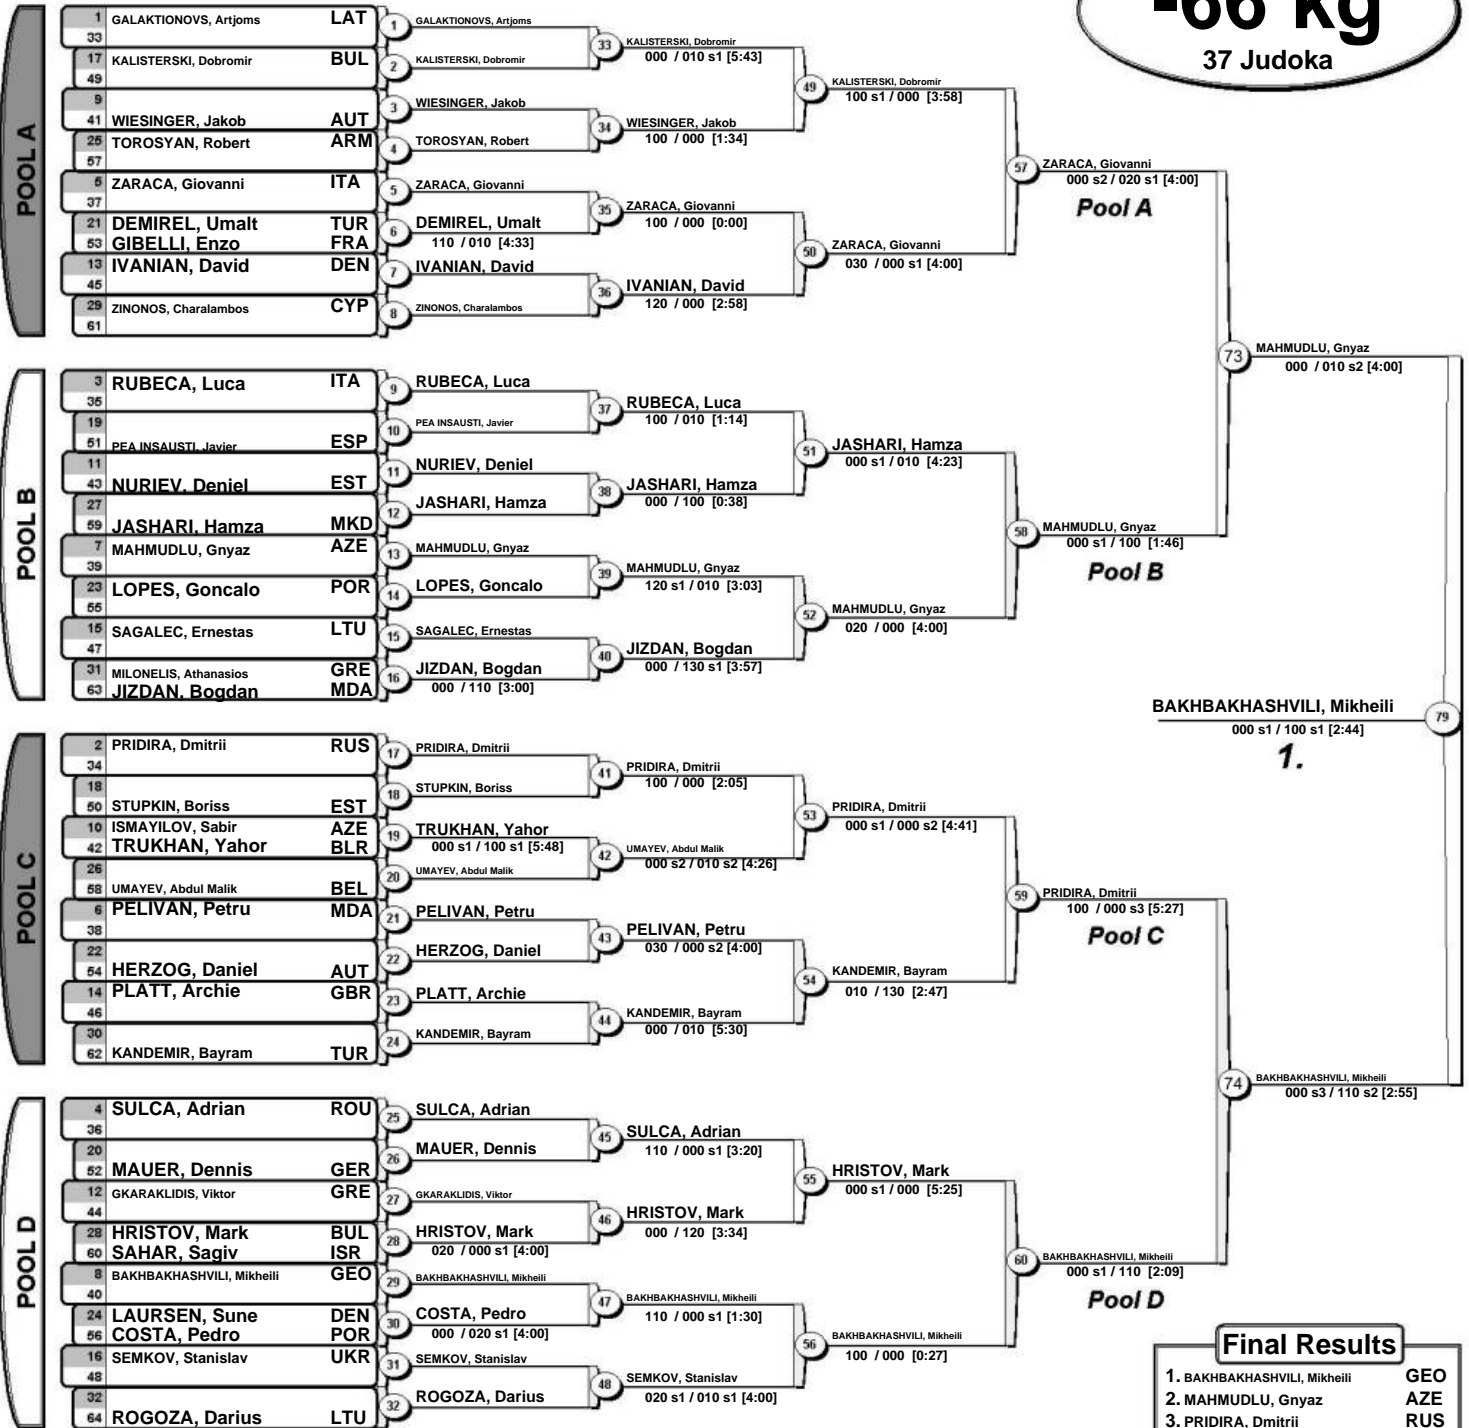 -66 kg
37 Judoka
POOL A
1 GALAKTIONOVS, Artjoms LAT
33
17 KALISTERSKI, Dobromir BUL
49
9
41 WIESINGER, Jakob AUT
25 TOROSYAN, Robert ARM
57
5 ZARACA, Giovanni ITA
37
21 DEMIREL, Umalt TUR
53 GIBELLI, Enzo FRA
13 IVANIAN, David DEN
45
29 ZINONOS, Charalambos CYP
61
1 GALAKTIONOVS, Artjoms
2 KALISTERSKI, Dobromir
3 WIESINGER, Jakob
4 TOROSYAN, Robert
5 ZARACA, Giovanni
6 DEMIREL, Umalt
110 / 010 [4:33]
7 IVANIAN, David
8 ZINONOS, Charalambos
33 KALISTERSKI, Dobromir
000 / 010 s1 [5:43]
34 WIESINGER, Jakob
100 / 000 [1:34]
35 ZARACA, Giovanni
100 / 000 [0:00]
36 IVANIAN, David
120 / 000 [2:58]
49 KALISTERSKI, Dobromir
100 s1 / 000 [3:58]
50 ZARACA, Giovanni
030 / 000 s1 [4:00]
57 ZARACA, Giovanni
000 s2 / 020 s1 [4:00]
Pool A
POOL B
3 RUBECA, Luca ITA
35
19
51 PEA INSAUSTI, Javier ESP
11
43 NURIEV, Deniel EST
27
59 JASHARI, Hamza MKD
7 MAHMUDLU, Gnyaz AZE
39
23 LOPES, Goncalo POR
55
15 SAGALEC, Ernestas LTU
47
31 MILONELIS, Athanasios GRE
63 JIZDAN, Bogdan MDA
9 RUBECA, Luca
10 PEA INSAUSTI, Javier
11 NURIEV, Deniel
12 JASHARI, Hamza
13 MAHMUDLU, Gnyaz
14 LOPES, Goncalo
15 SAGALEC, Ernestas
16 JIZDAN, Bogdan
000 / 110 [3:00]
37 RUBECA, Luca
100 / 010 [1:14]
38 JASHARI, Hamza
000 / 100 [0:38]
39 MAHMUDLU, Gnyaz
120 s1 / 010 [3:03]
40 JIZDAN, Bogdan
000 / 130 s1 [3:57]
51 JASHARI, Hamza
000 s1 / 010 [4:23]
52 MAHMUDLU, Gnyaz
020 / 000 [4:00]
58 MAHMUDLU, Gnyaz
000 s1 / 100 [1:46]
Pool B
73 MAHMUDLU, Gnyaz
000 / 010 s2 [4:00]
BAKHBAKHASHVILI, Mikheili 79
000 s1 / 100 s1 [2:44]
1.
POOL C
2 PRIDIRA, Dmitrii RUS
34
18
50 STUPKIN, Boriss EST
10 ISMAYILOV, Sabir AZE
42 TRUKHAN, Yahor BLR
26
58 UMAYEV, Abdul Malik BEL
6 PELIVAN, Petru MDA
38
22
54 HERZOG, Daniel AUT
14 PLATT, Archie GBR
46
30
62 KANDEMIR, Bayram TUR
17 PRIDIRA, Dmitrii
18 STUPKIN, Boriss
19 TRUKHAN, Yahor
000 s1 / 100 s1 [5:48]
20 UMAYEV, Abdul Malik
21 PELIVAN, Petru
22 HERZOG, Daniel
23 PLATT, Archie
24 KANDEMIR, Bayram
41 PRIDIRA, Dmitrii
100 / 000 [2:05]
42 UMAYEV, Abdul Malik
000 s2 / 010 s2 [4:26]
43 PELIVAN, Petru
030 / 000 s2 [4:00]
44 KANDEMIR, Bayram
000 / 010 [5:30]
53 PRIDIRA, Dmitrii
000 s1 / 000 s2 [4:41]
54 KANDEMIR, Bayram
010 / 130 [2:47]
59 PRIDIRA, Dmitrii
100 / 000 s3 [5:27]
Pool C
POOL D
4 SULCA, Adrian ROU
36
20
52 MAUER, Dennis GER
12 GKARAKLIDIS, Viktor GRE
44
28 HRISTOV, Mark BUL
60 SAHAR, Sagiv ISR
8 BAKHBAKHASHVILI, Mikheili GEO
40
24 LAURSEN, Sune DEN
56 COSTA, Pedro POR
16 SEMKOV, Stanislav UKR
48
32
64 ROGOZA, Darius LTU
25 SULCA, Adrian
26 MAUER, Dennis
27 GKARAKLIDIS, Viktor
28 HRISTOV, Mark
020 / 000 s1 [4:00]
29 BAKHBAKHASHVILI, Mikheili
30 COSTA, Pedro
000 / 020 s1 [4:00]
31 SEMKOV, Stanislav
32 ROGOZA, Darius
45 SULCA, Adrian
110 / 000 s1 [3:20]
46 HRISTOV, Mark
000 / 120 [3:34]
47 BAKHBAKHASHVILI, Mikheili
110 / 000 s1 [1:30]
48 SEMKOV, Stanislav
020 s1 / 010 s1 [4:00]
55 HRISTOV, Mark
000 s1 / 000 [5:25]
56 BAKHBAKHASHVILI, Mikheili
100 / 000 [0:27]
60 BAKHBAKHASHVILI, Mikheili
000 s1 / 110 [2:09]
Pool D
74 BAKHBAKHASHVILI, Mikheili
000 s3 / 110 s2 [2:55]
Final Results
1. BAKHBAKHASHVILI, Mikheili GEO
2. MAHMUDLU, Gnyaz AZE
3. PRIDIRA, Dmitrii RUS